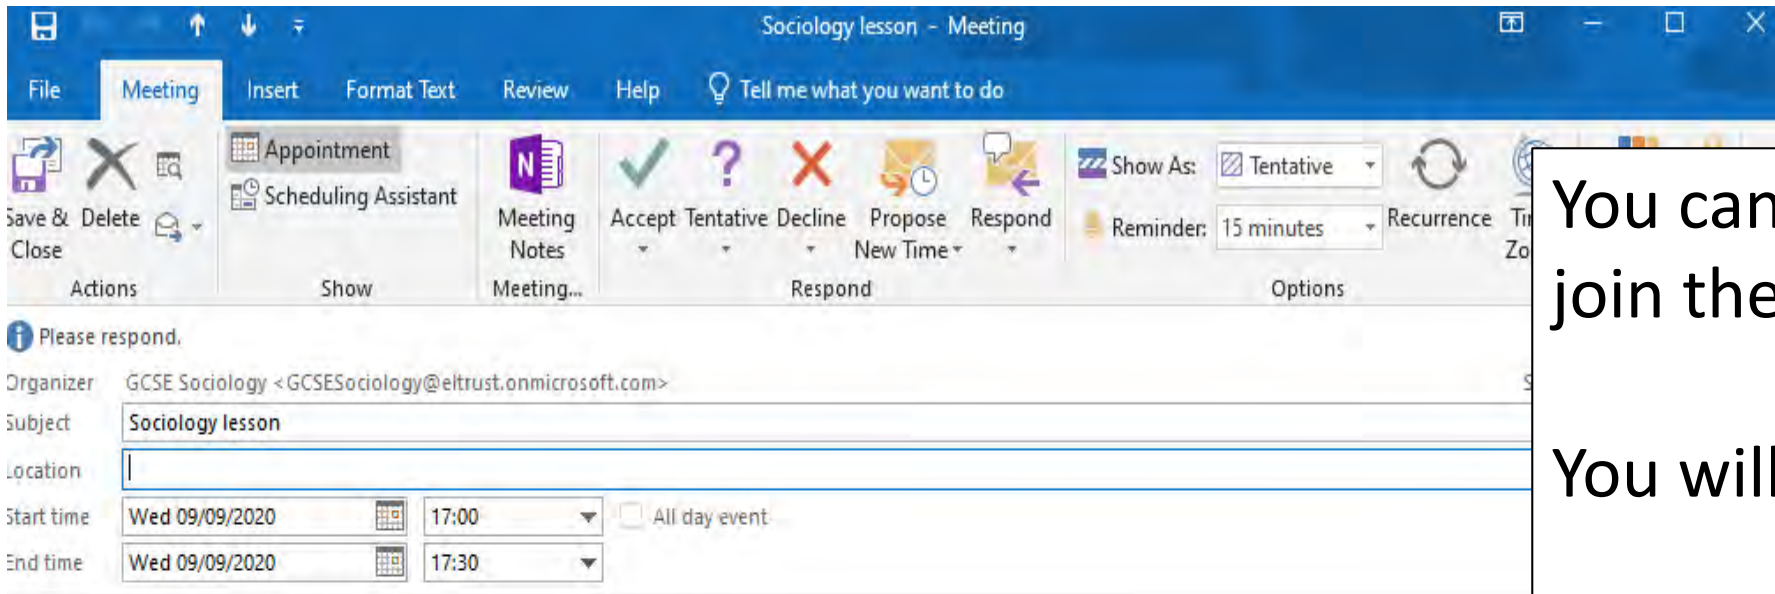 Sociology lesson - Meeting
File Meeting Insert Format Text Review Help Tell me what you want to do
Appointment
Scheduling Assistant
Save & Close
Delete
Actions
Show
Meeting Notes
Meeting...
Accept Tentative Decline Propose New Time Respond
Respond
Show As: Tentative
Reminder: 15 minutes
Recurrence
Options
Please respond.
Organizer GCSE Sociology <GCSESociology@eltrust.onmicrosoft.com>
Subject Sociology lesson
Location
Start time Wed 09/09/2020 17:00 All day event
End time Wed 09/09/2020 17:30
You can
join the
You will